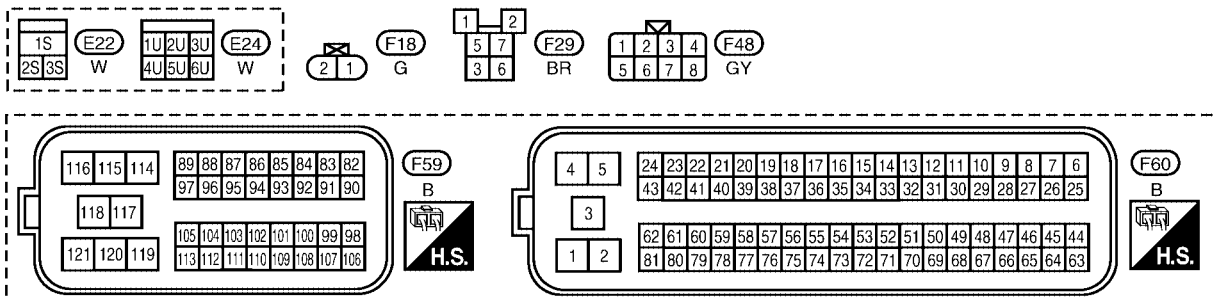 1S
2S 3S
E22
W
1U 2U 3U
4U 5U 6U
E24
W
2 1
F18
G
1 2
5 7
3 6
F29
BR
1 2 3 4
5 6 7 8
F48
GY
116 115 114
118 117
121 120 119
89 88 87 86 85 84 83 82
97 96 95 94 93 92 91 90
105 104 103 102 101 100 99 98
113 112 111 110 109 108 107 106
F59
B
H.S.
4 5
3
1 2
24 23 22 21 20 19 18 17 16 15 14 13 12 11 10 9 8 7 6
43 42 41 40 39 38 37 36 35 34 33 32 31 30 29 28 27 26 25
62 61 60 59 58 57 56 55 54 53 52 51 50 49 48 47 46 45 44
81 80 79 78 77 76 75 74 73 72 71 70 69 68 67 66 65 64 63
F60
B
H.S.